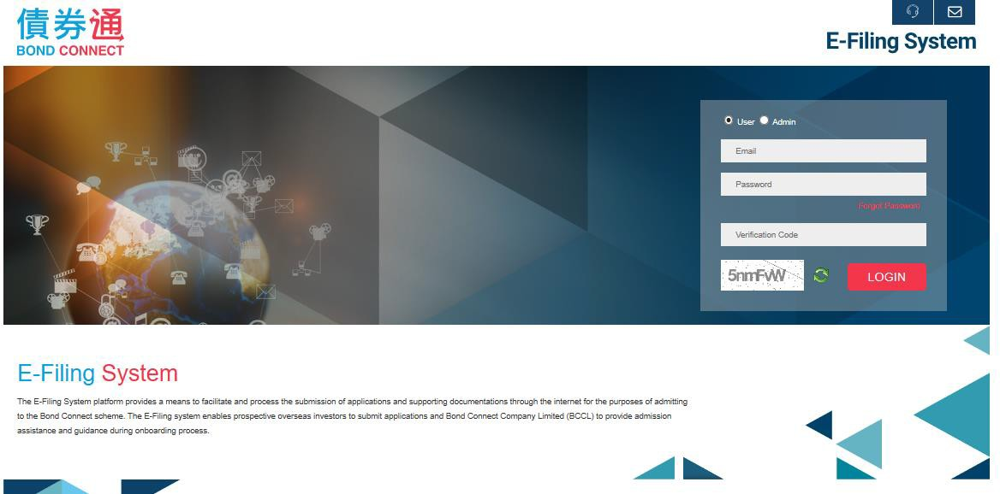 債券通
BOND CONNECT
E-Filing System
User Admin
Email
Password
Forgot Password
Verification Code
5nmFvW
LOGIN
E-Filing System
The E-Filing System platform provides a means to facilitate and process the submission of applications and supporting documentations through the internet for the purposes of admitting
to the Bond Connect scheme. The E-Filing system enables prospective overseas investors to submit applications and Bond Connect Company Limited (BCCL) to provide admission
assistance and guidance during onboarding process.